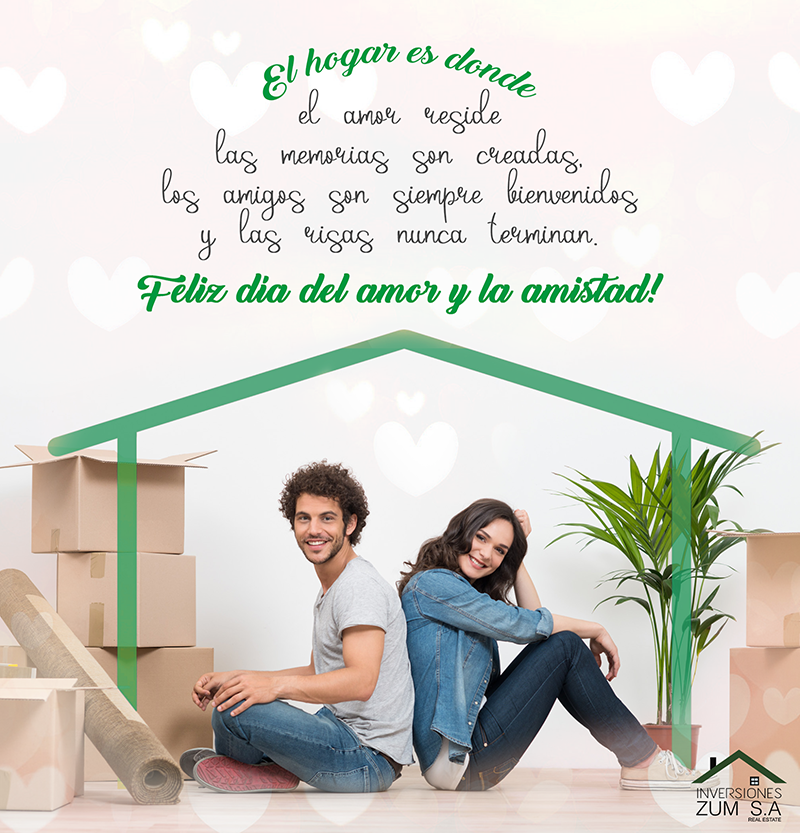 El hogar es donde
el amor reside
las memorias son creadas,
los amigos son siempre bienvenidos
y las risas nunca terminan.
Feliz dia del amor y la amistad!
INVERSIONES
ZUM S.A
REAL ESTATE